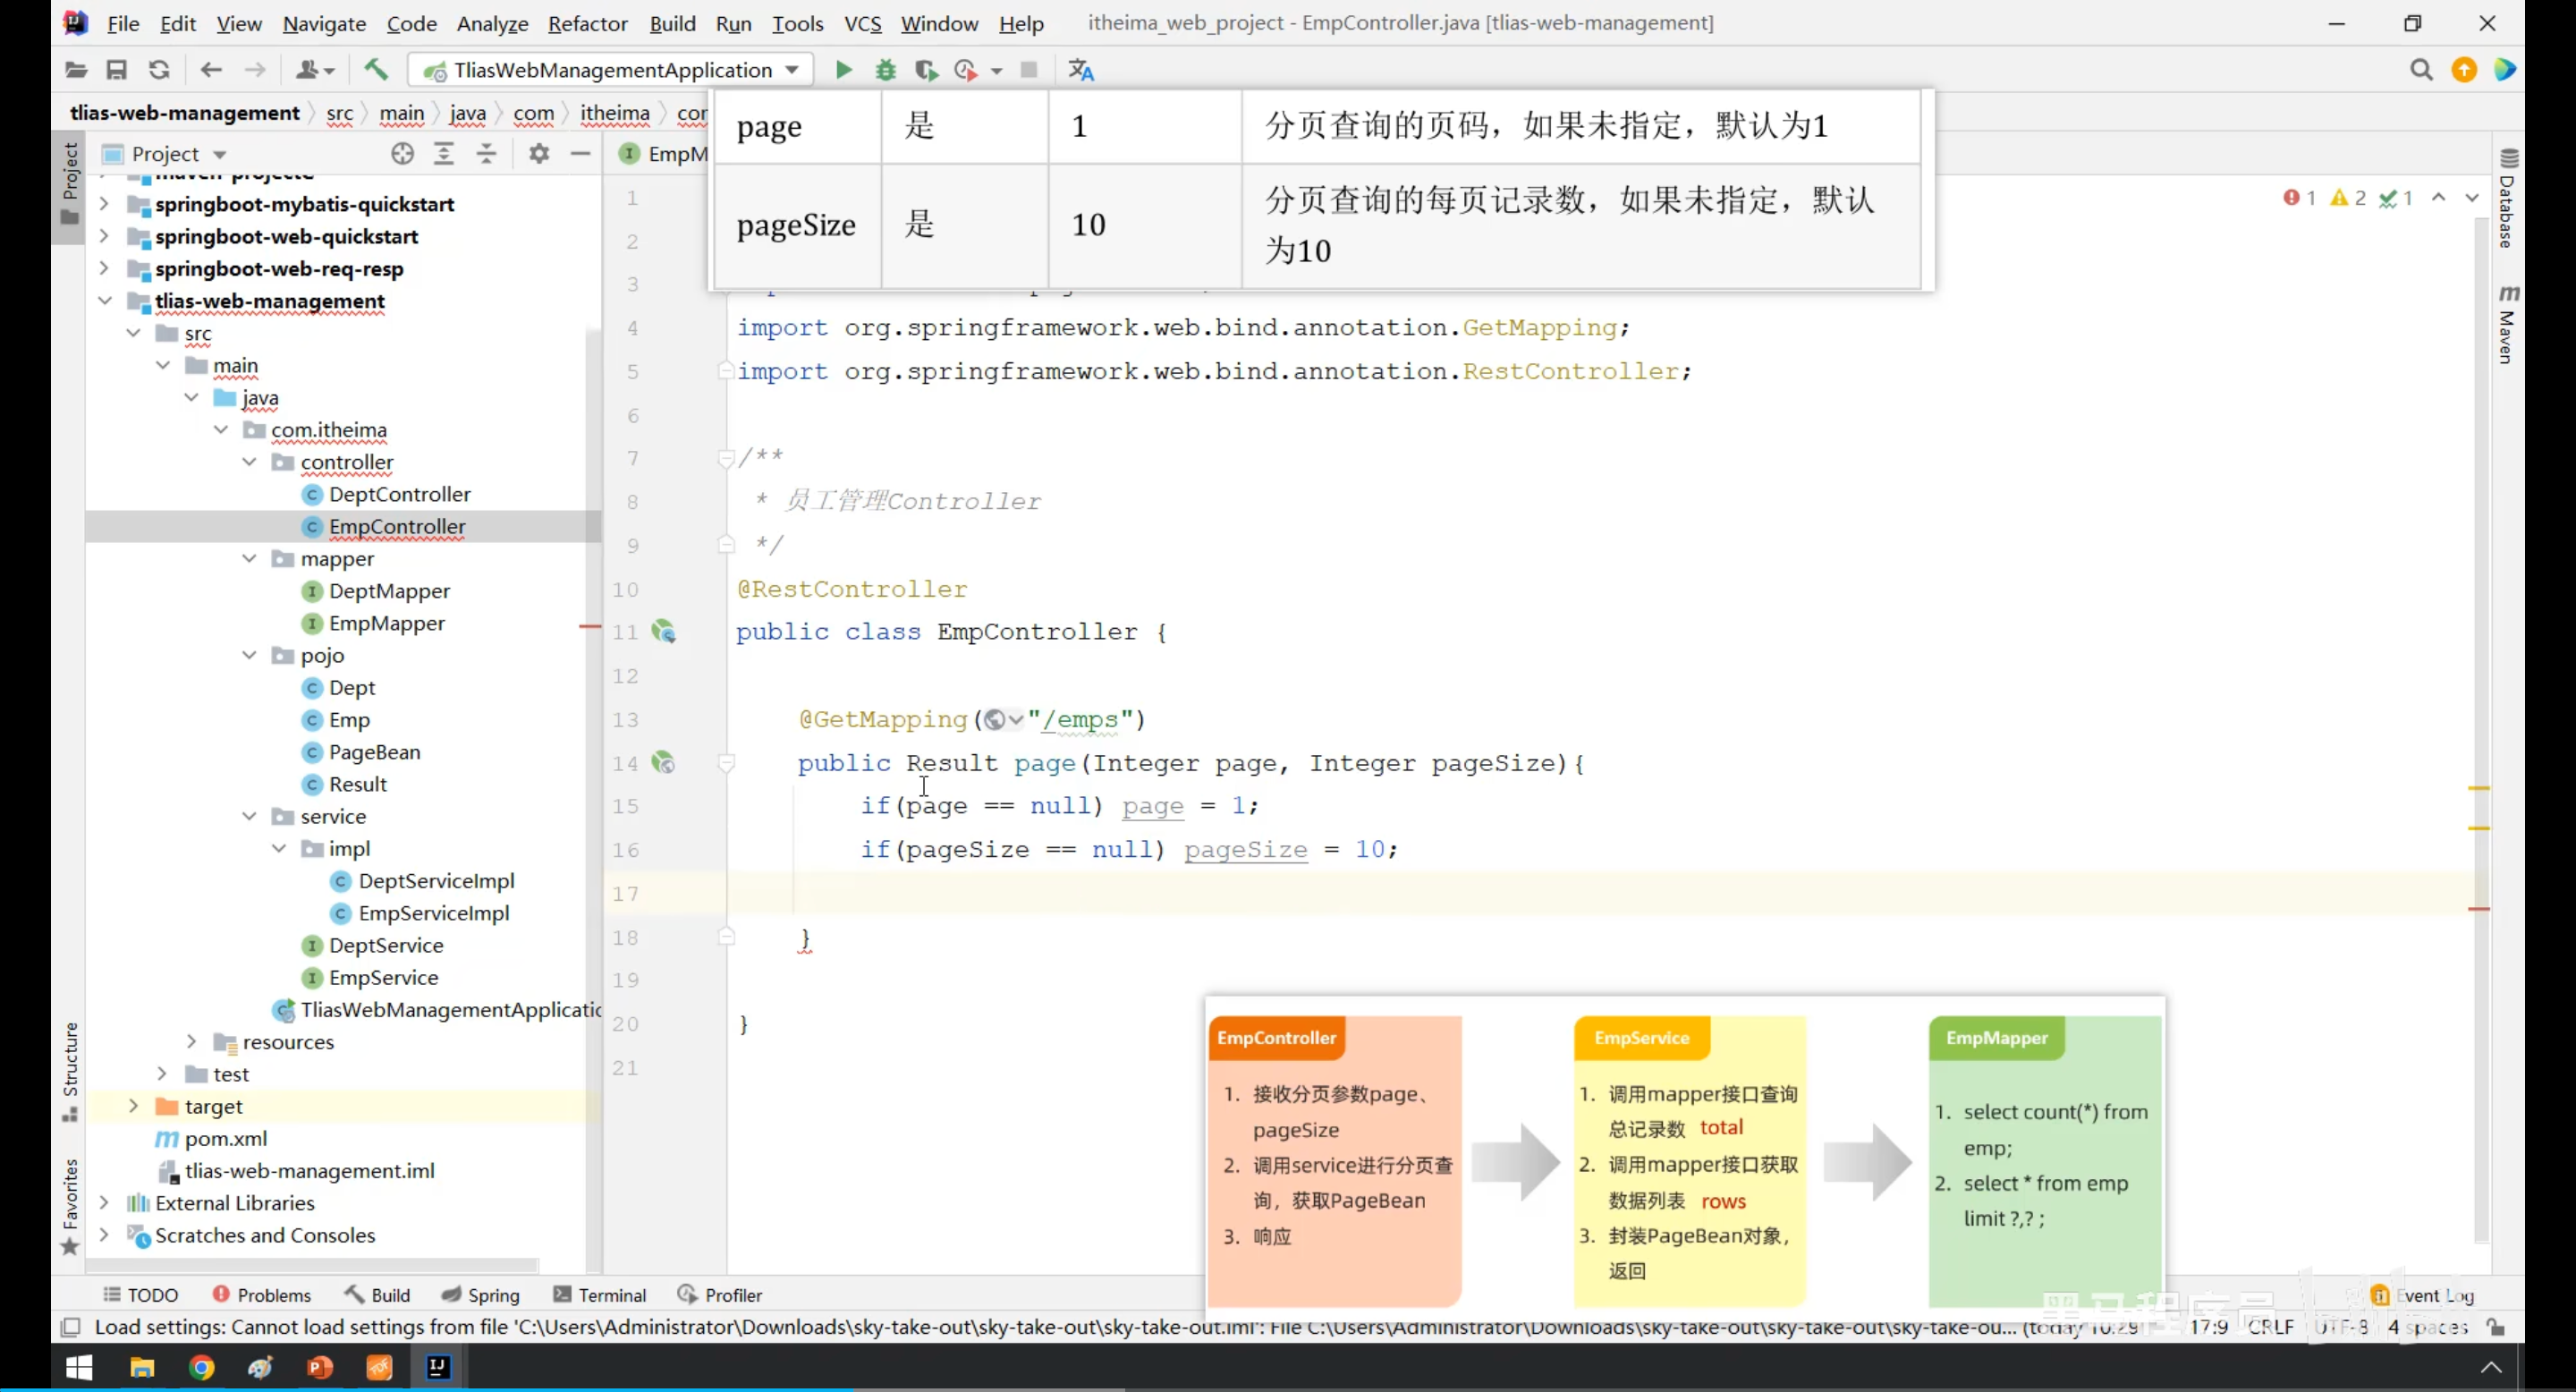 File Edit View Navigate Code Analyze Refactor Build Run Tools VCS Window Help itheima_web_project - EmpController.java [tlias-web-management]
TliasWebManagementApplication
tlias-web-management src main java com itheima
Project
EmpM
page 是 1 分页查询的页码，如果未指定，默认为1
pageSize 是 10 分页查询的每页记录数，如果未指定，默认
为10
1 2 1
Project
Database
Maven
Structure
Favorites
springboot-mybatis-quickstart
springboot-web-quickstart
springboot-web-req-resp
tlias-web-management
src
main
java
com.itheima
controller
DeptController
EmpController
mapper
DeptMapper
EmpMapper
pojo
Dept
Emp
PageBean
Result
service
impl
DeptServiceImpl
EmpServiceImpl
DeptService
EmpService
TliasWebManagementApplicatic
resources
test
target
pom.xml
tlias-web-management.iml
External Libraries
Scratches and Consoles
1
2
3
4 import org.springframework.web.bind.annotation.GetMapping;
5 import org.springframework.web.bind.annotation.RestController;
6
7 /**
8 * 员工管理Controller
9 */
10 @RestController
11 public class EmpController {
12
13 @GetMapping("/emps")
14 public Result page(Integer page, Integer pageSize){
15 if(page == null) page = 1;
16 if(pageSize == null) pageSize = 10;
17
18 }
19
20 }
21
EmpController
1. 接收分页参数page、
pageSize
2. 调用service进行分页查
询，获取PageBean
3. 响应
EmpService
1. 调用mapper接口查询
总记录数 total
2. 调用mapper接口获取
数据列表 rows
3. 封装PageBean对象，
返回
EmpMapper
1. select count(*) from
emp;
2. select * from emp
limit ?,? ;
TODO Problems Build Spring Terminal Profiler Event Log
Load settings: Cannot load settings from file 'C:\Users\Administrator\Downloads\sky-take-out\sky-take-out\sky-take-out.iml': File C:\Users\Administrator\Downloads\sky-take-out\sky-take-out\sky-take-ou... (today 10:29) 17:9 CRLF UTF-8 4 spaces
黑马程序员